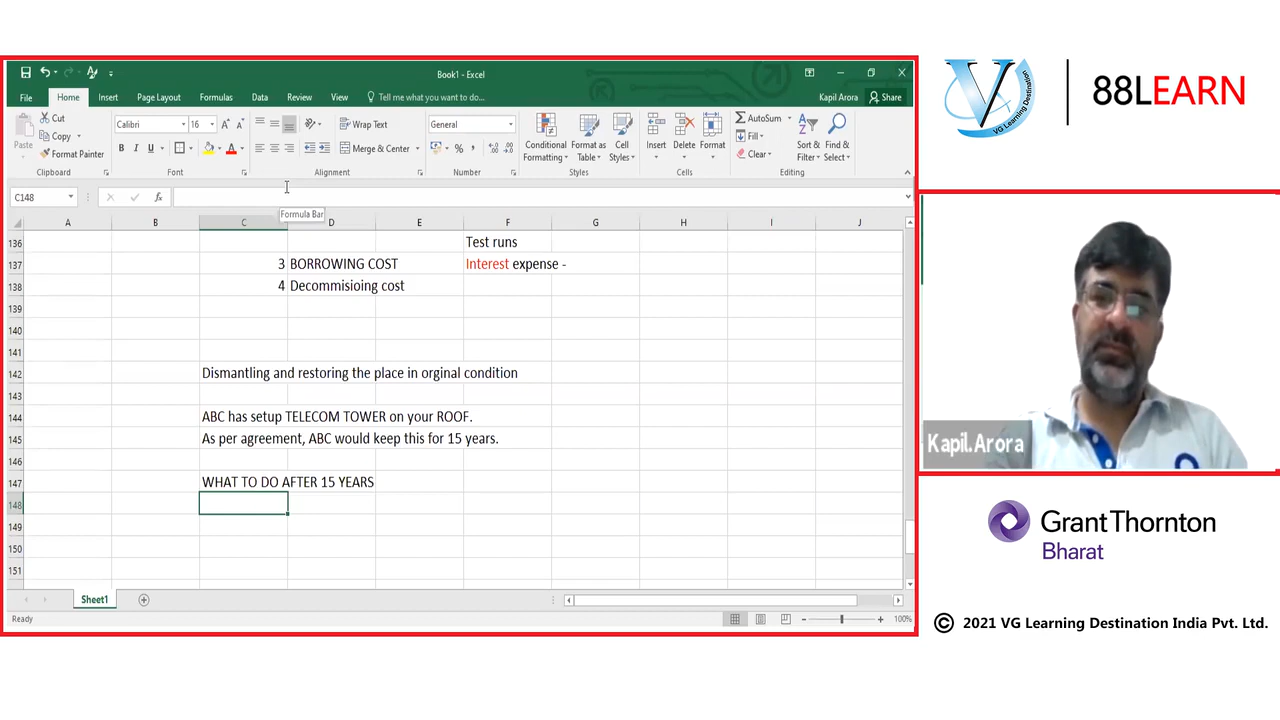 Book1 - Excel
File Home Insert Page Layout Formulas Data Review View Tell me what you want to do... Kapil Arora Share
Paste
Cut
Copy
Format Painter
Clipboard
Calibri 16
B I U
Font
Wrap Text
Merge & Center
Alignment
General
Number
Conditional Formatting
Format as Table
Cell Styles
Styles
Insert Delete Format
Cells
AutoSum
Fill
Clear
Sort & Filter
Find & Select
Editing
C148
fx
Formula Bar
A B C D E F G H I J
136 Test runs
137 3 BORROWING COST Interest expense -
138 4 Decommisioing cost
139
140
141
142 Dismantling and restoring the place in orginal condition
143
144 ABC has setup TELECOM TOWER on your ROOF.
145 As per agreement, ABC would keep this for 15 years.
146
147 WHAT TO DO AFTER 15 YEARS
148
149
150
151
Sheet1
Ready
100%
V
VG Learning Destination
88LEARN
Kapil.Arora
Grant Thornton
Bharat
© 2021 VG Learning Destination India Pvt. Ltd.